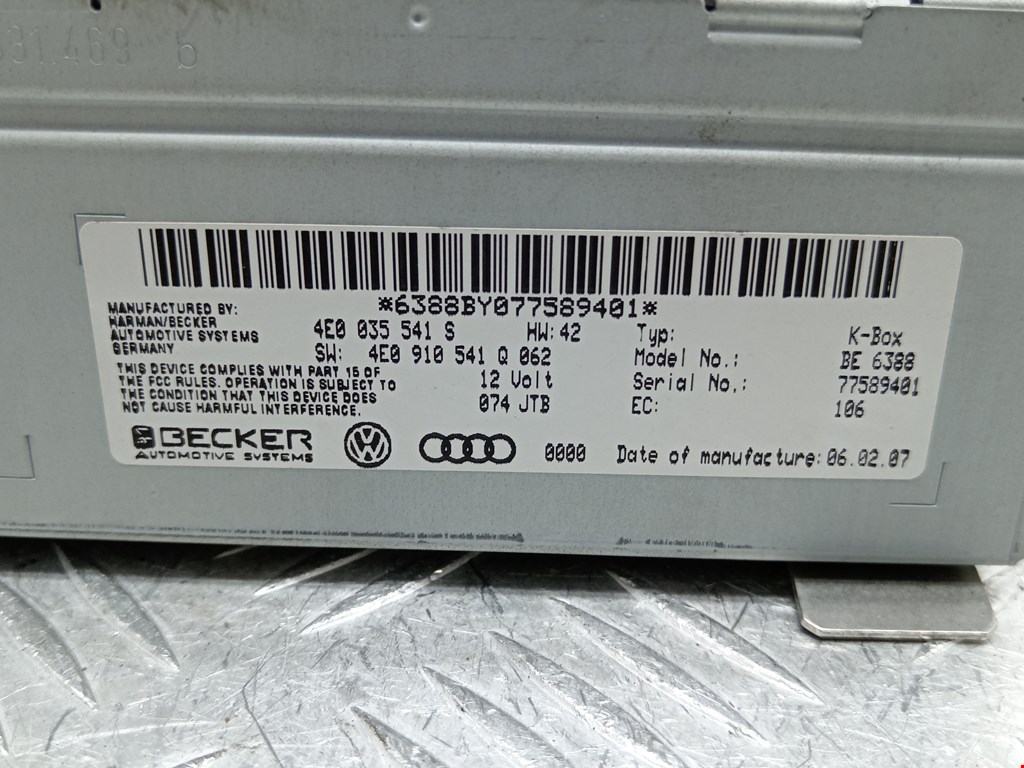 31.469 b
*6388BY077589401*
MANUFACTURED BY:
HARMAN/BECKER
AUTOMOTIVE SYSTEMS
GERMANY
4E0 035 541 S HW: 42
SW: 4E0 910 541 Q 062
THIS DEVICE COMPLIES WITH PART 15 OF
THE FCC RULES. OPERATION IS SUBJECT TO
THE CONDITION THAT THIS DEVICE DOES
NOT CAUSE HARMFUL INTERFERENCE.
12 Volt
074 JTB
Typ: K-Box
Model No.: BE 6388
Serial No.: 77589401
EC: 106
BECKER
AUTOMOTIVE SYSTEMS
0000 Date of manufacture: 06.02.07